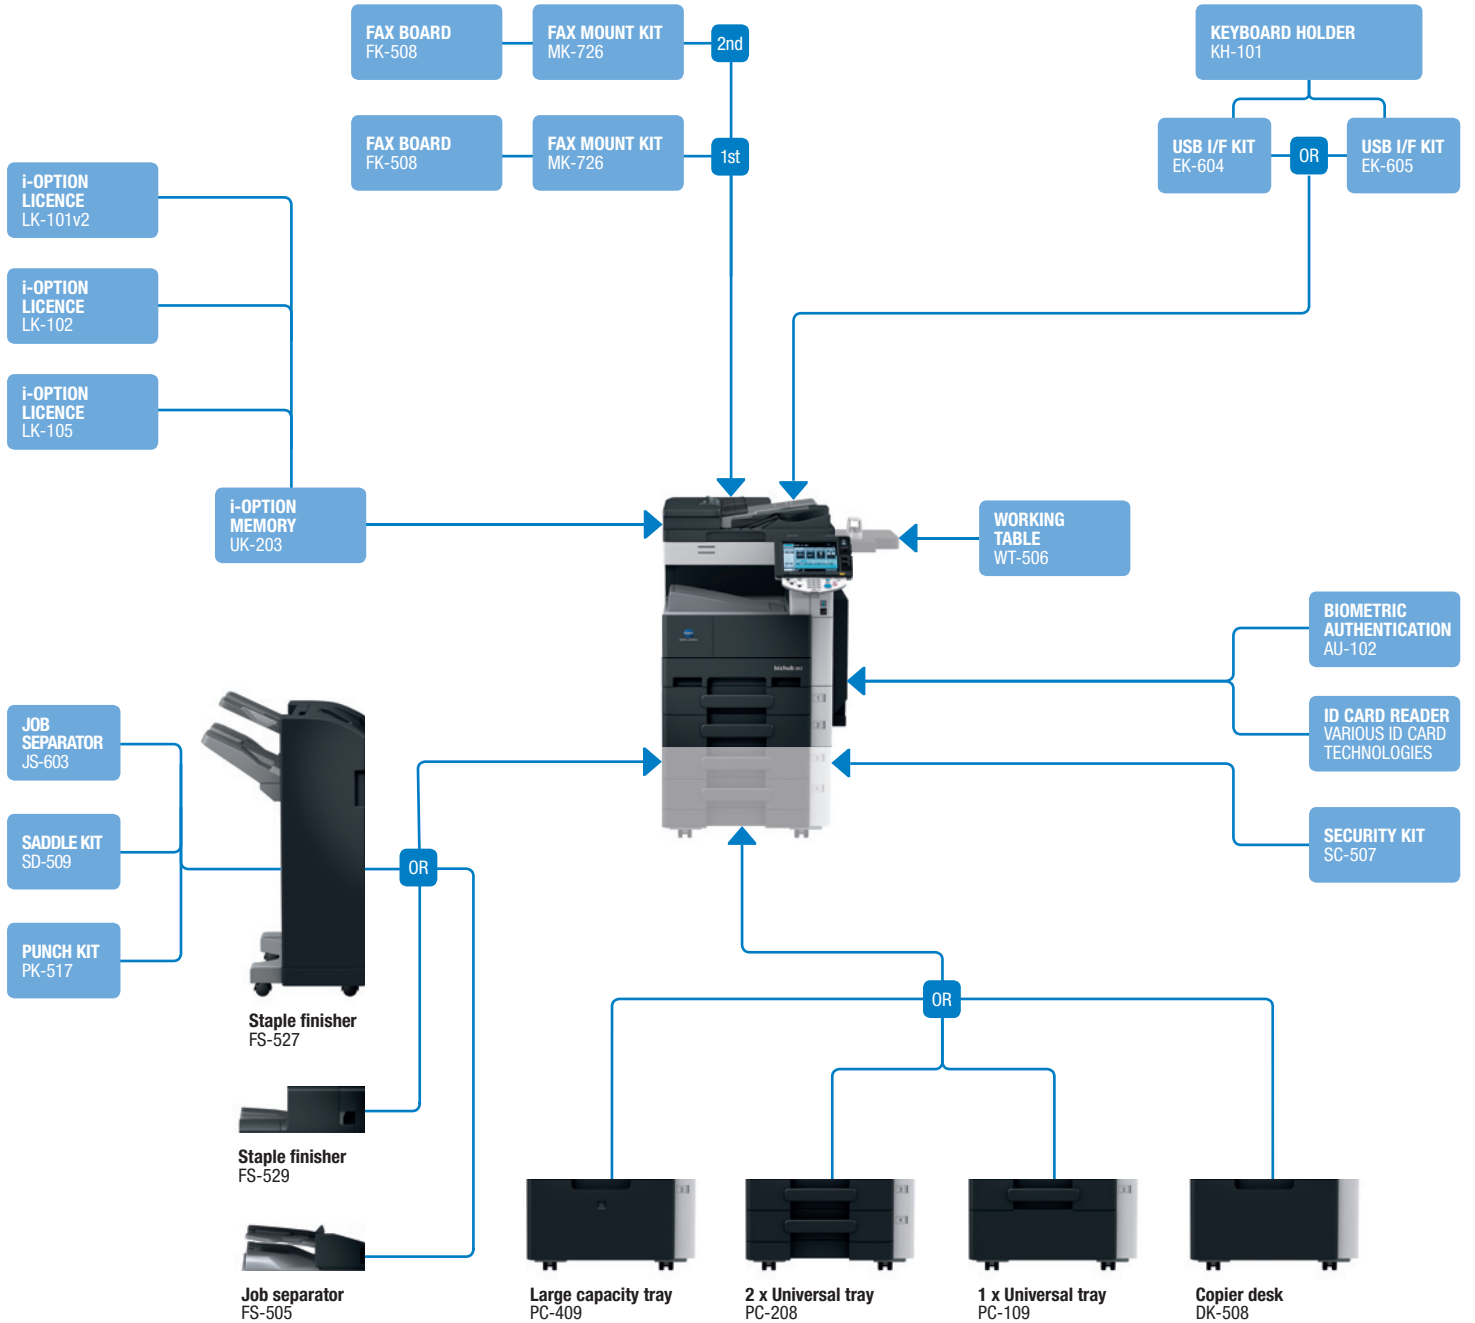 FAX BOARD
FK-508
FAX MOUNT KIT
MK-726
2nd
KEYBOARD HOLDER
KH-101
FAX BOARD
FK-508
FAX MOUNT KIT
MK-726
1st
USB I/F KIT
EK-604
OR
USB I/F KIT
EK-605
i-OPTION
LICENCE
LK-101v2
i-OPTION
LICENCE
LK-102
i-OPTION
LICENCE
LK-105
i-OPTION
MEMORY
UK-203
WORKING
TABLE
WT-506
BIOMETRIC
AUTHENTICATION
AU-102
bizhub
ID CARD READER
VARIOUS ID CARD
TECHNOLOGIES
JOB
SEPARATOR
JS-603
SADDLE KIT
SD-509
OR
SECURITY KIT
SC-507
PUNCH KIT
PK-517
OR
Staple finisher
FS-527
Staple finisher
FS-529
Job separator
FS-505
Large capacity tray
PC-409
2 x Universal tray
PC-208
1 x Universal tray
PC-109
Copier desk
DK-508